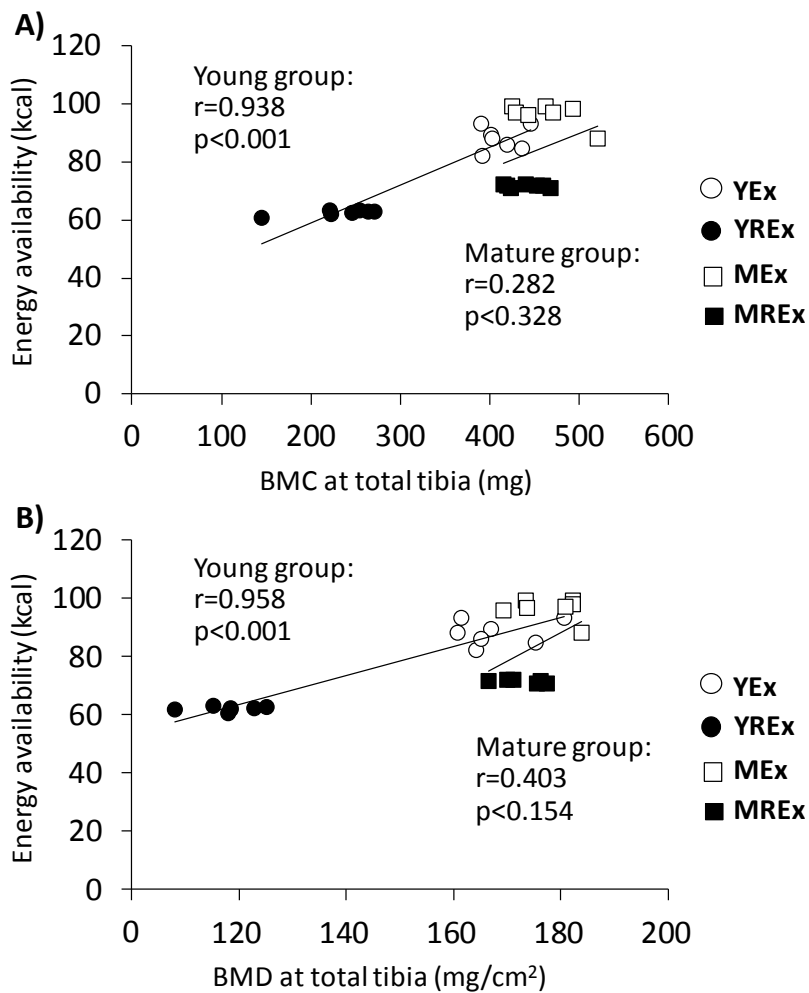 A)
120
100
80
60
40
20
0
Energy availability (kcal)
Young group:
r=0.938
p<0.001
Mature group:
r=0.282
p<0.328
YEx
YREx
MEx
MREx
0 100 200 300 400 500 600
BMC at total tibia (mg)
B)
120
100
80
60
40
20
0
Energy availability (kcal)
Young group:
r=0.958
p<0.001
Mature group:
r=0.403
p<0.154
YEx
YREx
MEx
MREx
0 120 140 160 180 200
BMD at total tibia (mg/cm²)